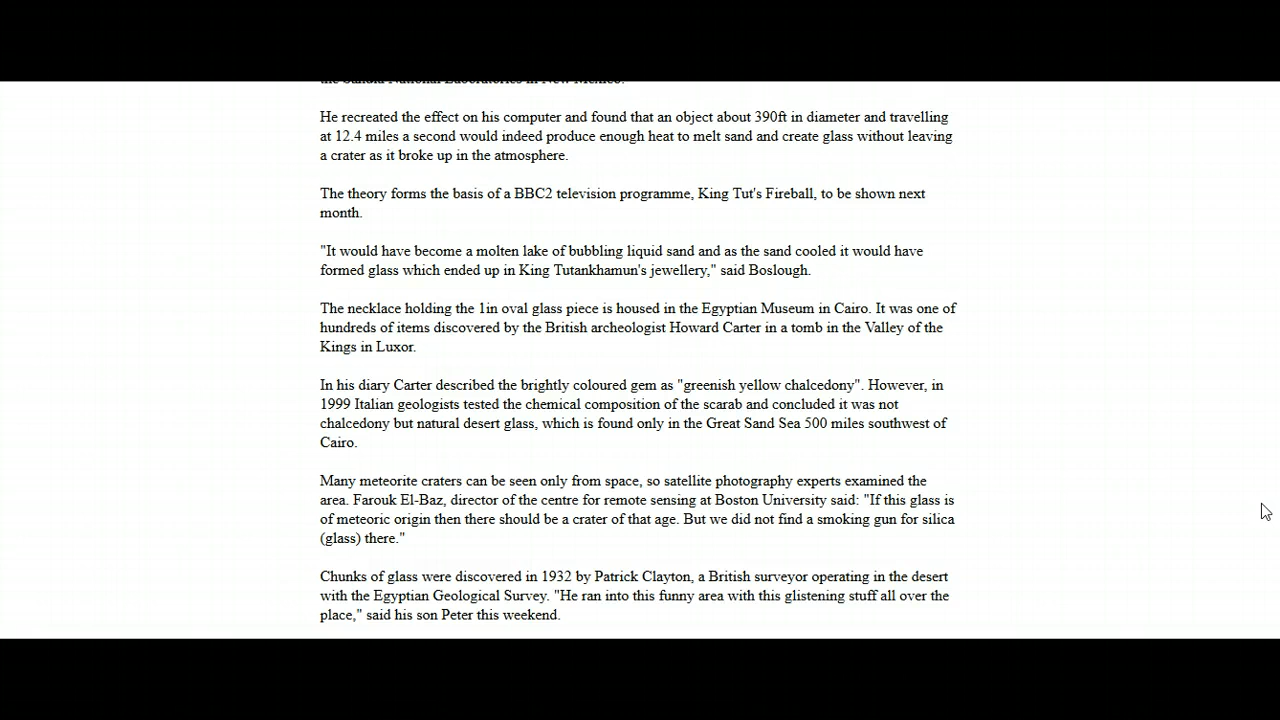 the Sandia National Laboratories in New Mexico.
He recreated the effect on his computer and found that an object about 390ft in diameter and travelling
at 12.4 miles a second would indeed produce enough heat to melt sand and create glass without leaving
a crater as it broke up in the atmosphere.
The theory forms the basis of a BBC2 television programme, King Tut's Fireball, to be shown next
month.
"It would have become a molten lake of bubbling liquid sand and as the sand cooled it would have
formed glass which ended up in King Tutankhamun's jewellery," said Boslough.
The necklace holding the 1in oval glass piece is housed in the Egyptian Museum in Cairo. It was one of
hundreds of items discovered by the British archeologist Howard Carter in a tomb in the Valley of the
Kings in Luxor.
In his diary Carter described the brightly coloured gem as "greenish yellow chalcedony". However, in
1999 Italian geologists tested the chemical composition of the scarab and concluded it was not
chalcedony but natural desert glass, which is found only in the Great Sand Sea 500 miles southwest of
Cairo.
Many meteorite craters can be seen only from space, so satellite photography experts examined the
area. Farouk El-Baz, director of the centre for remote sensing at Boston University said: "If this glass is
of meteoric origin then there should be a crater of that age. But we did not find a smoking gun for silica
(glass) there."
Chunks of glass were discovered in 1932 by Patrick Clayton, a British surveyor operating in the desert
with the Egyptian Geological Survey. "He ran into this funny area with this glistening stuff all over the
place," said his son Peter this weekend.